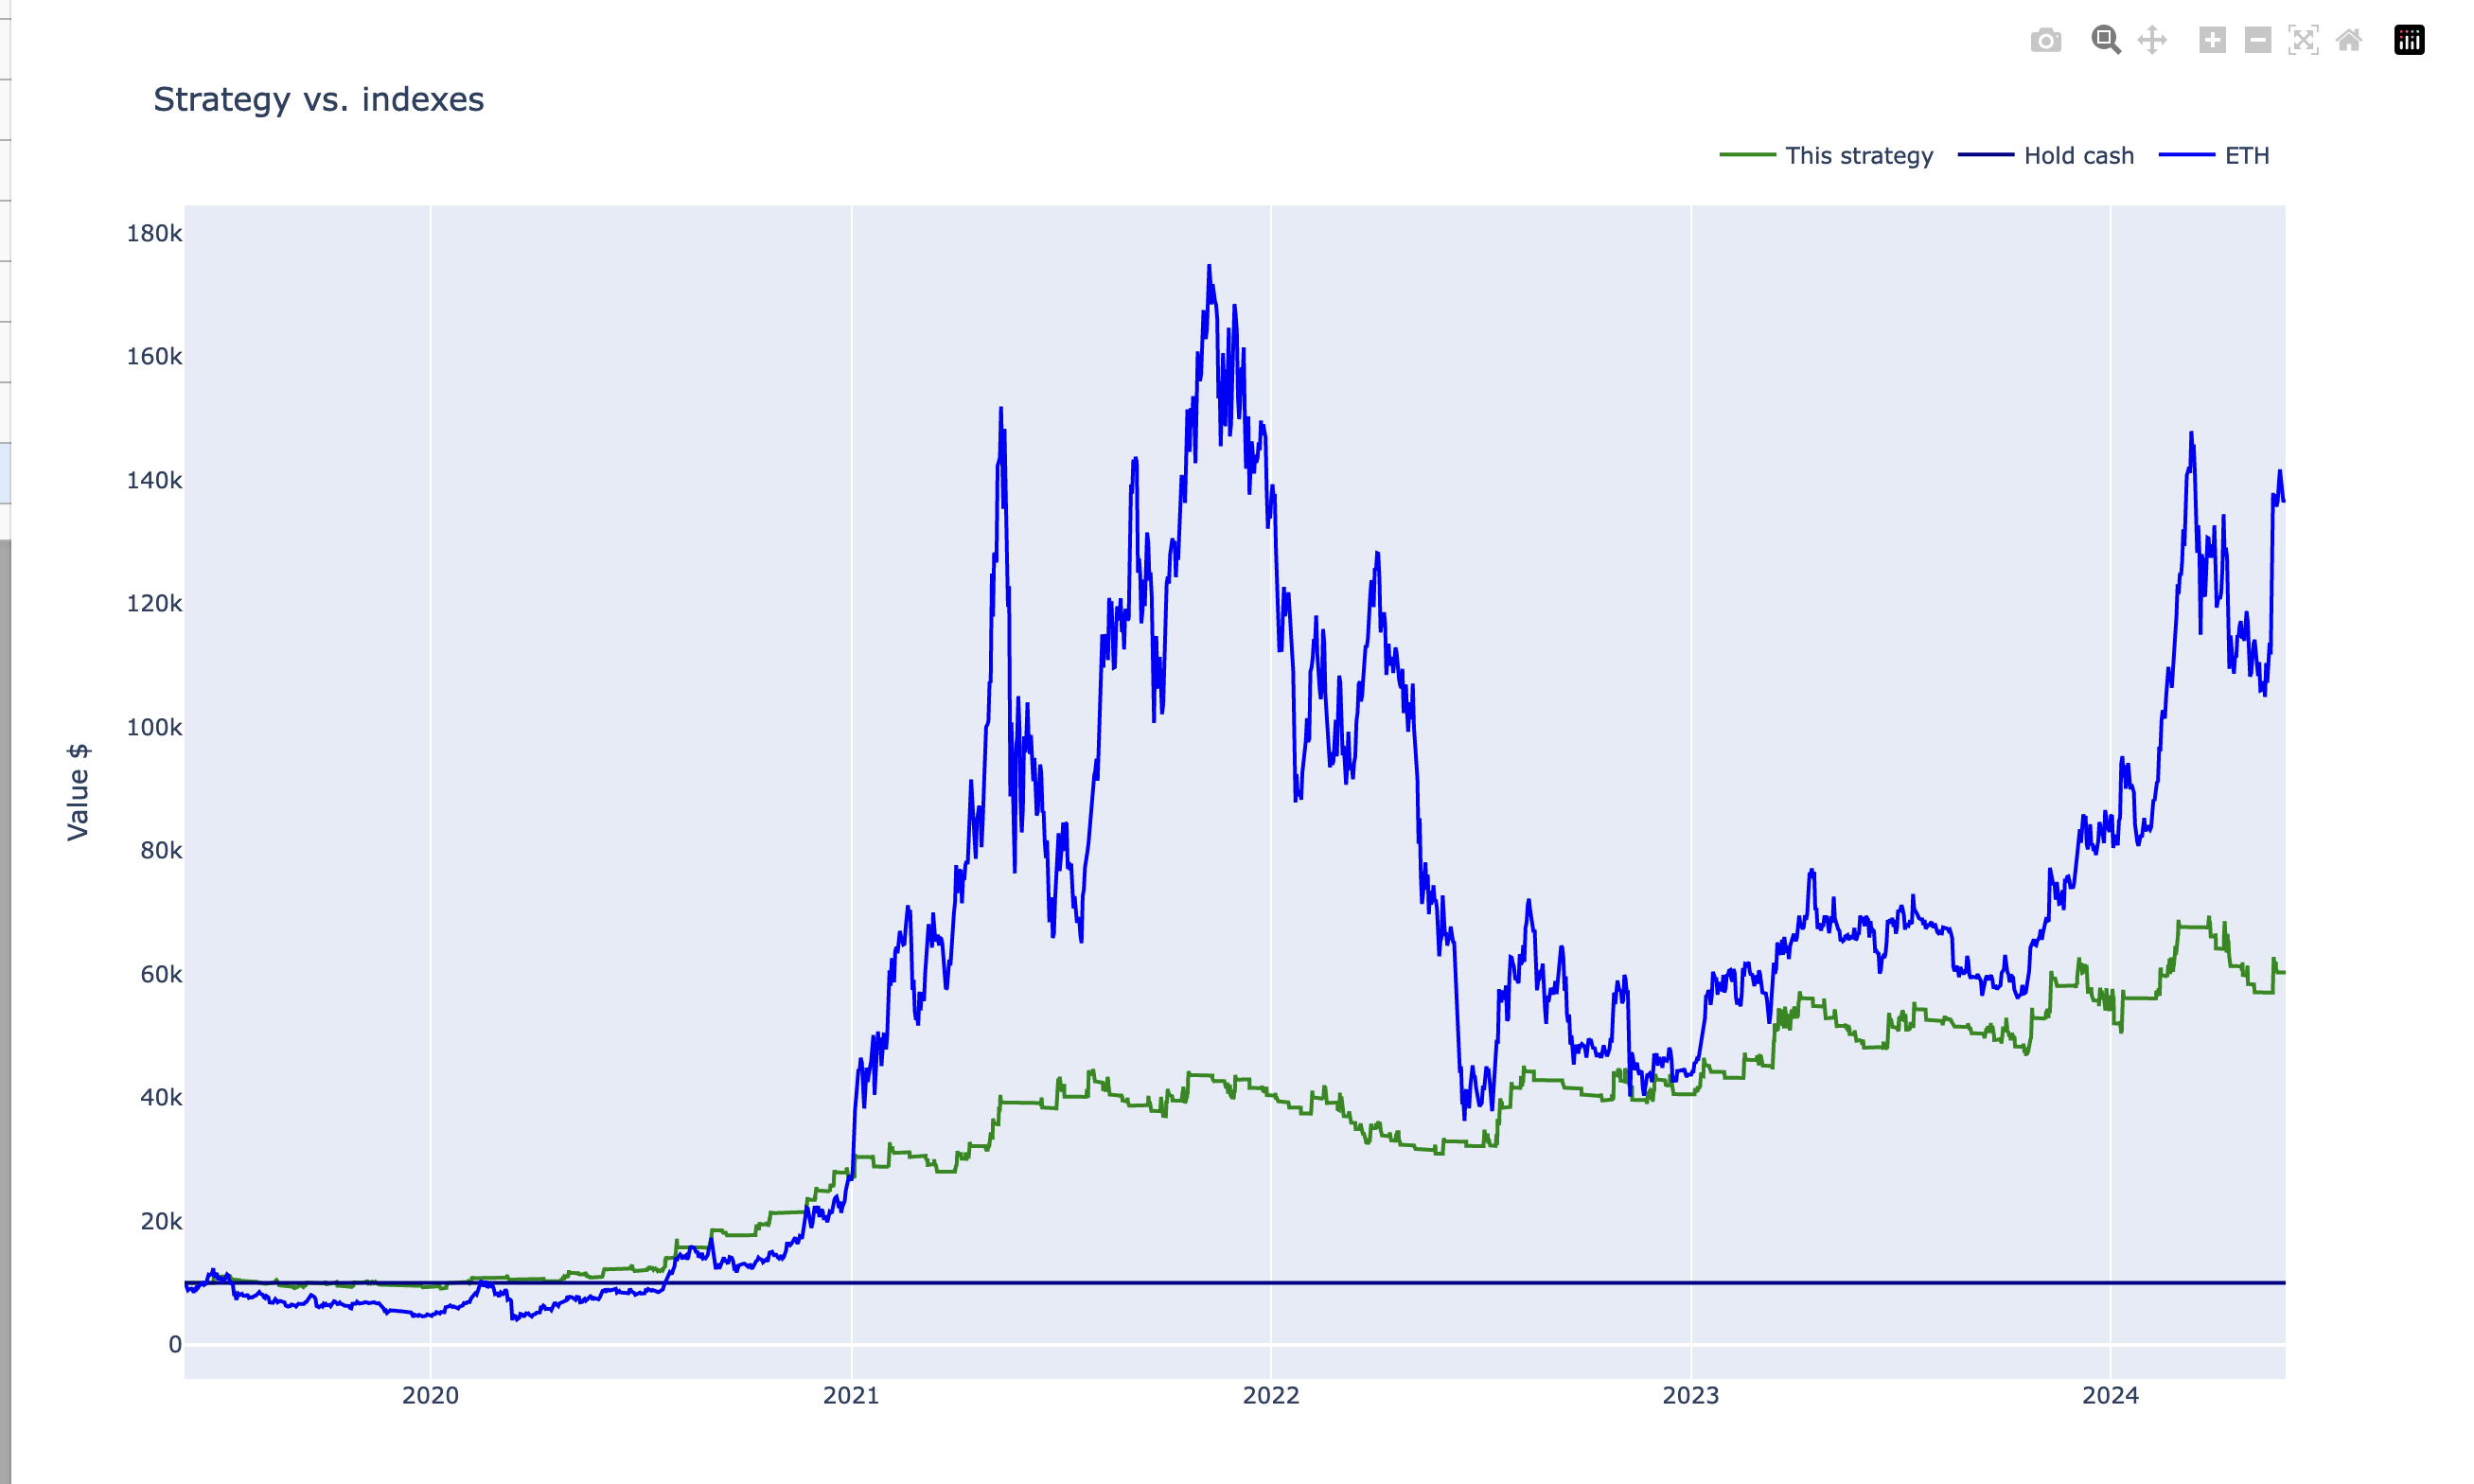 Strategy vs. indexes
This strategy
Hold cash
ETH
180k
160k
140k
120k
100k
80k
60k
40k
20k
0
Value $
2020
2021
2022
2023
2024